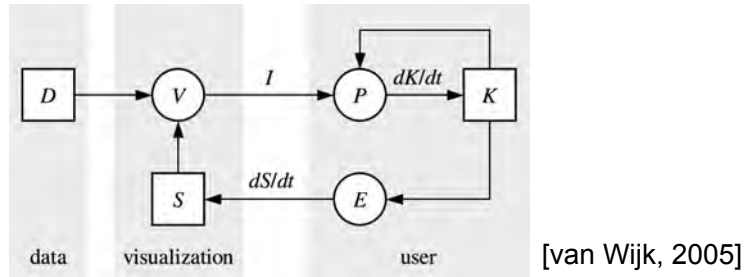 I dK/dt
D V P K
dS/dt
S E
data visualization user
[van Wijk, 2005]